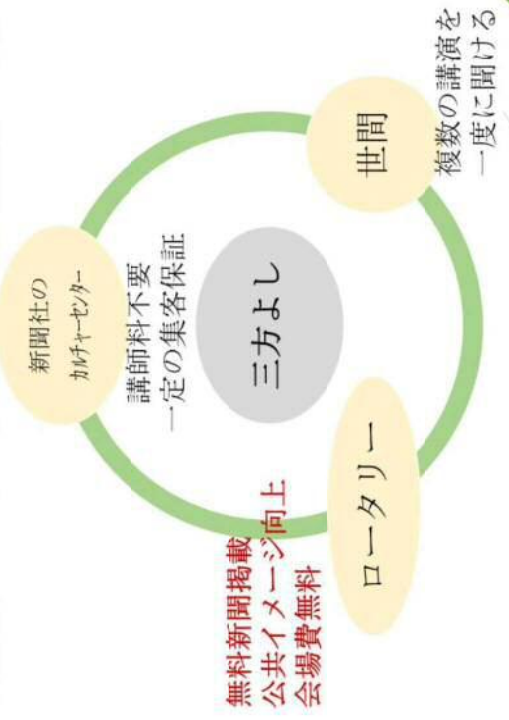 新聞社の
カルチャーセンター
講師料不要
一定の集客保証
世間
複数の講演を
一度に聞ける
三方よし
ロータリー
無料新聞掲載
公共イメージ向上
会場費無料